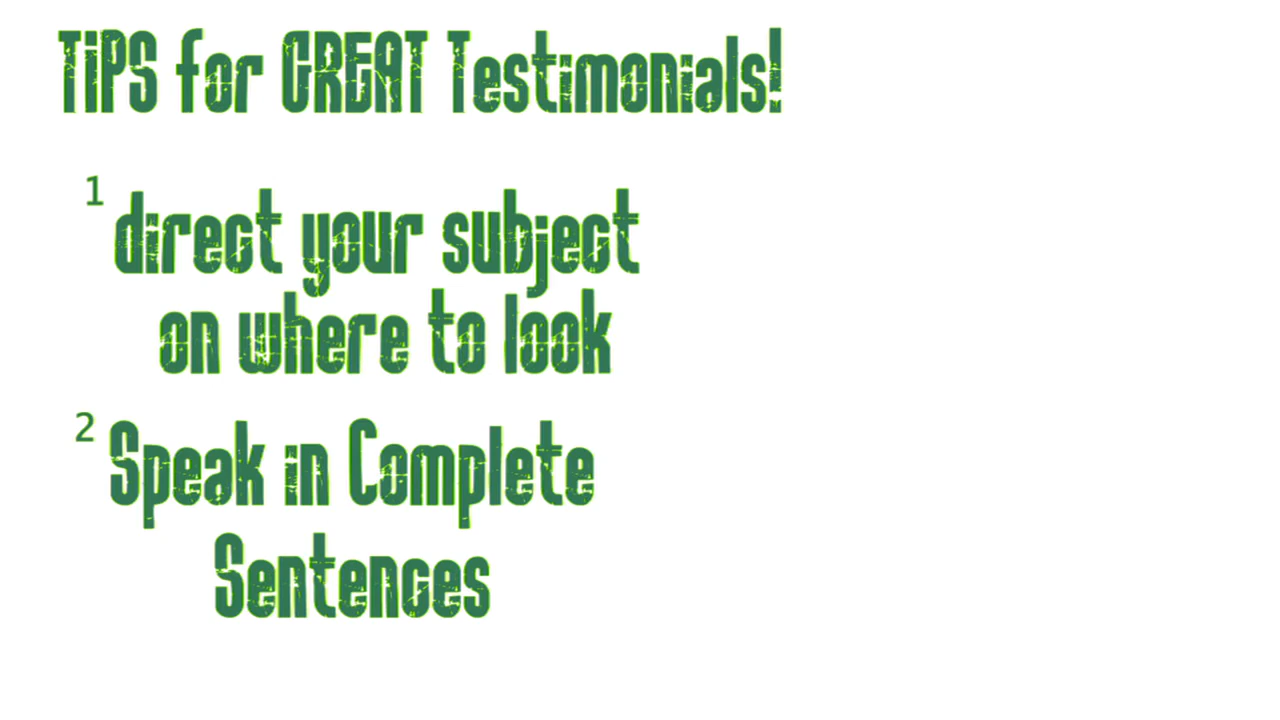 TiPS for GREAT Testimonials!
1 direct your subject
on where to look
2 Speak in Complete
Sentences